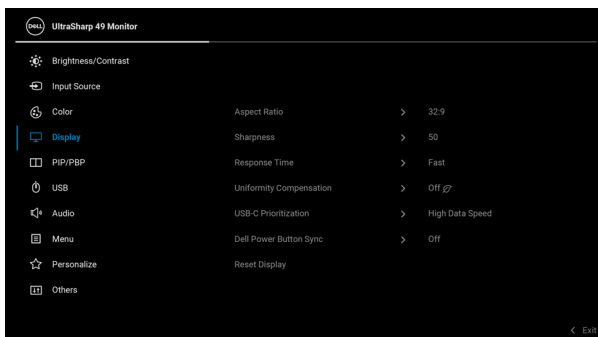 DELL UltraSharp 49 Monitor
Brightness/Contrast
Input Source
Color Aspect Ratio 32:9
Display Sharpness 50
PIP/PBP Response Time Fast
USB Uniformity Compensation Off
Audio USB-C Prioritization High Data Speed
Menu Dell Power Button Sync Off
Personalize Reset Display
Others
Exit